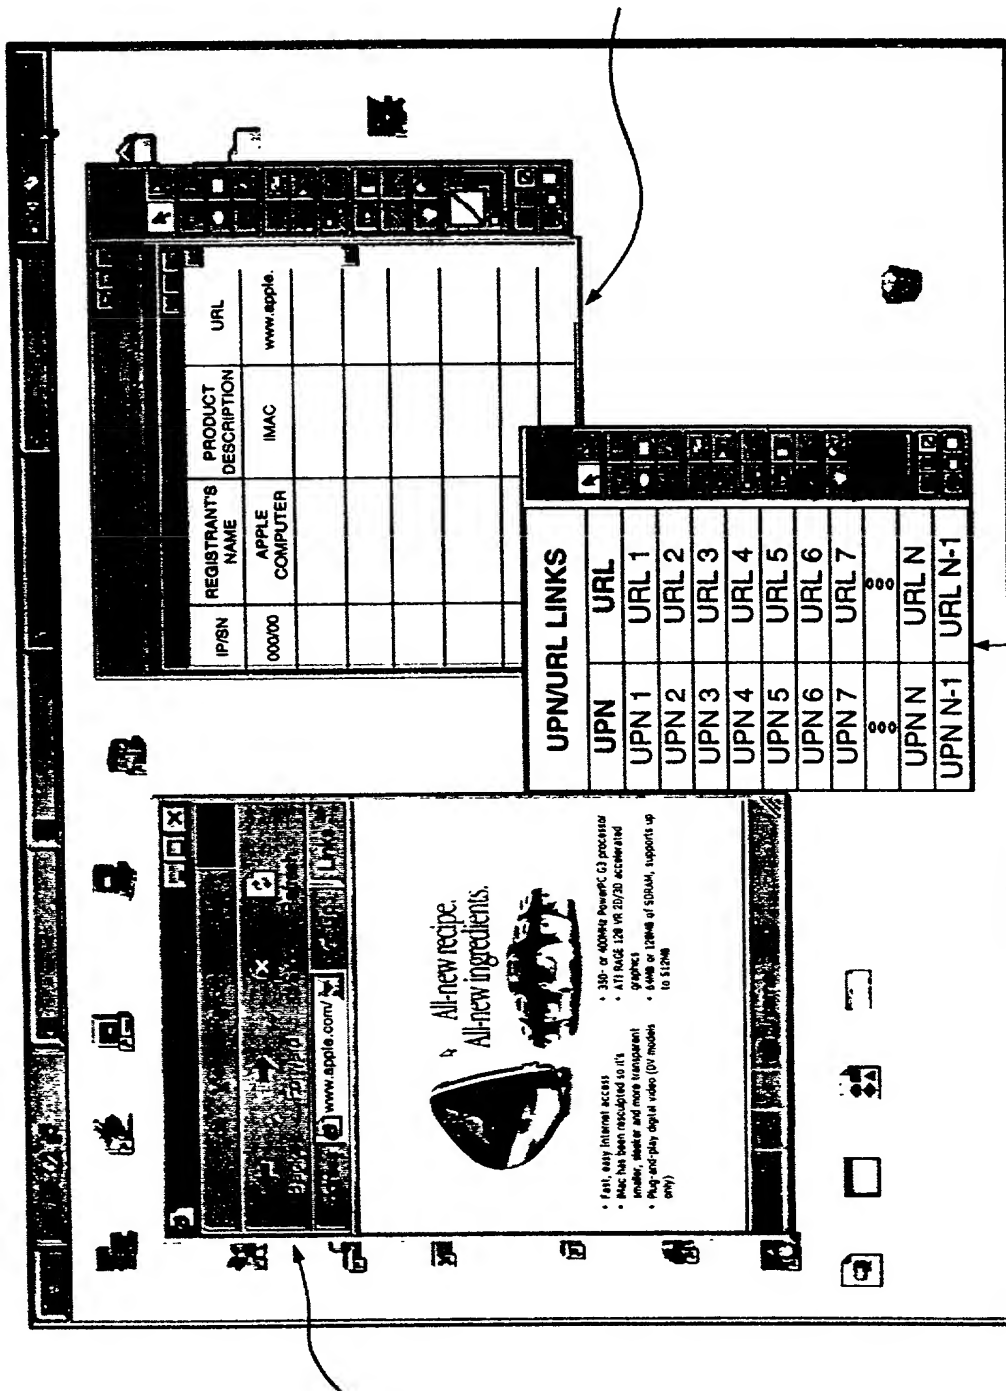 www.apple.com/
Links
All-new recipe.
All-new ingredients.
• Fast, easy Internet access
• iMac has been resculpted so it's
smaller, sleeker and more transparent
• Plug-and-play digital video (DV models
only)
• 350- or 400MHz PowerPC G3 processor
• ATI RAGE 128 VR 2D/3D accelerated
graphics
• 64MB or 128MB of SDRAM, supports up
to 512MB
IP/SN REGISTRANT'S NAME PRODUCT DESCRIPTION URL
000/00 APPLE COMPUTER IMAC www.apple.
UPN/URL LINKS
UPN URL
UPN 1 URL 1
UPN 2 URL 2
UPN 3 URL 3
UPN 4 URL 4
UPN 5 URL 5
UPN 6 URL 6
UPN 7 URL 7
ooo ooo
UPN N URL N
UPN N-1 URL N-1